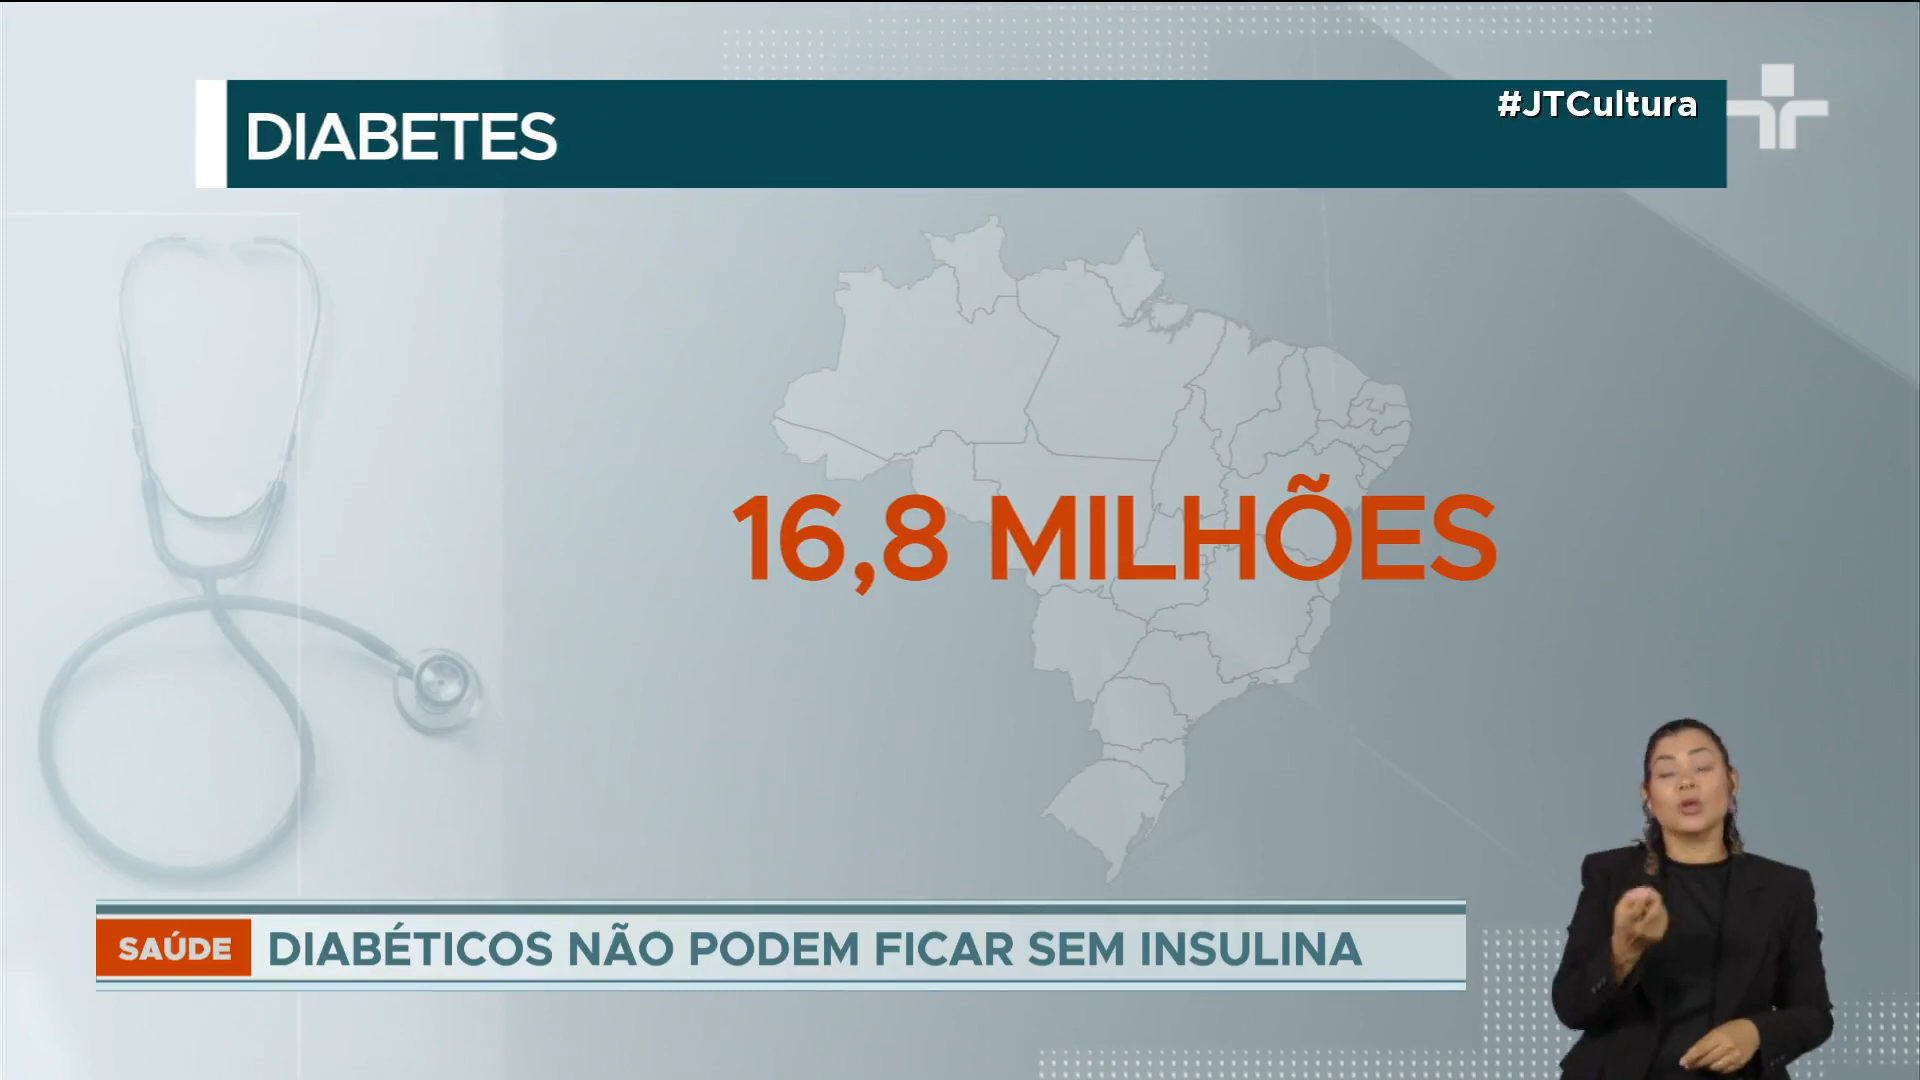 DIABETES
#JTCultura
16,8 MILHÕES
SAÚDE
DIABÉTICOS NÃO PODEM FICAR SEM INSULINA